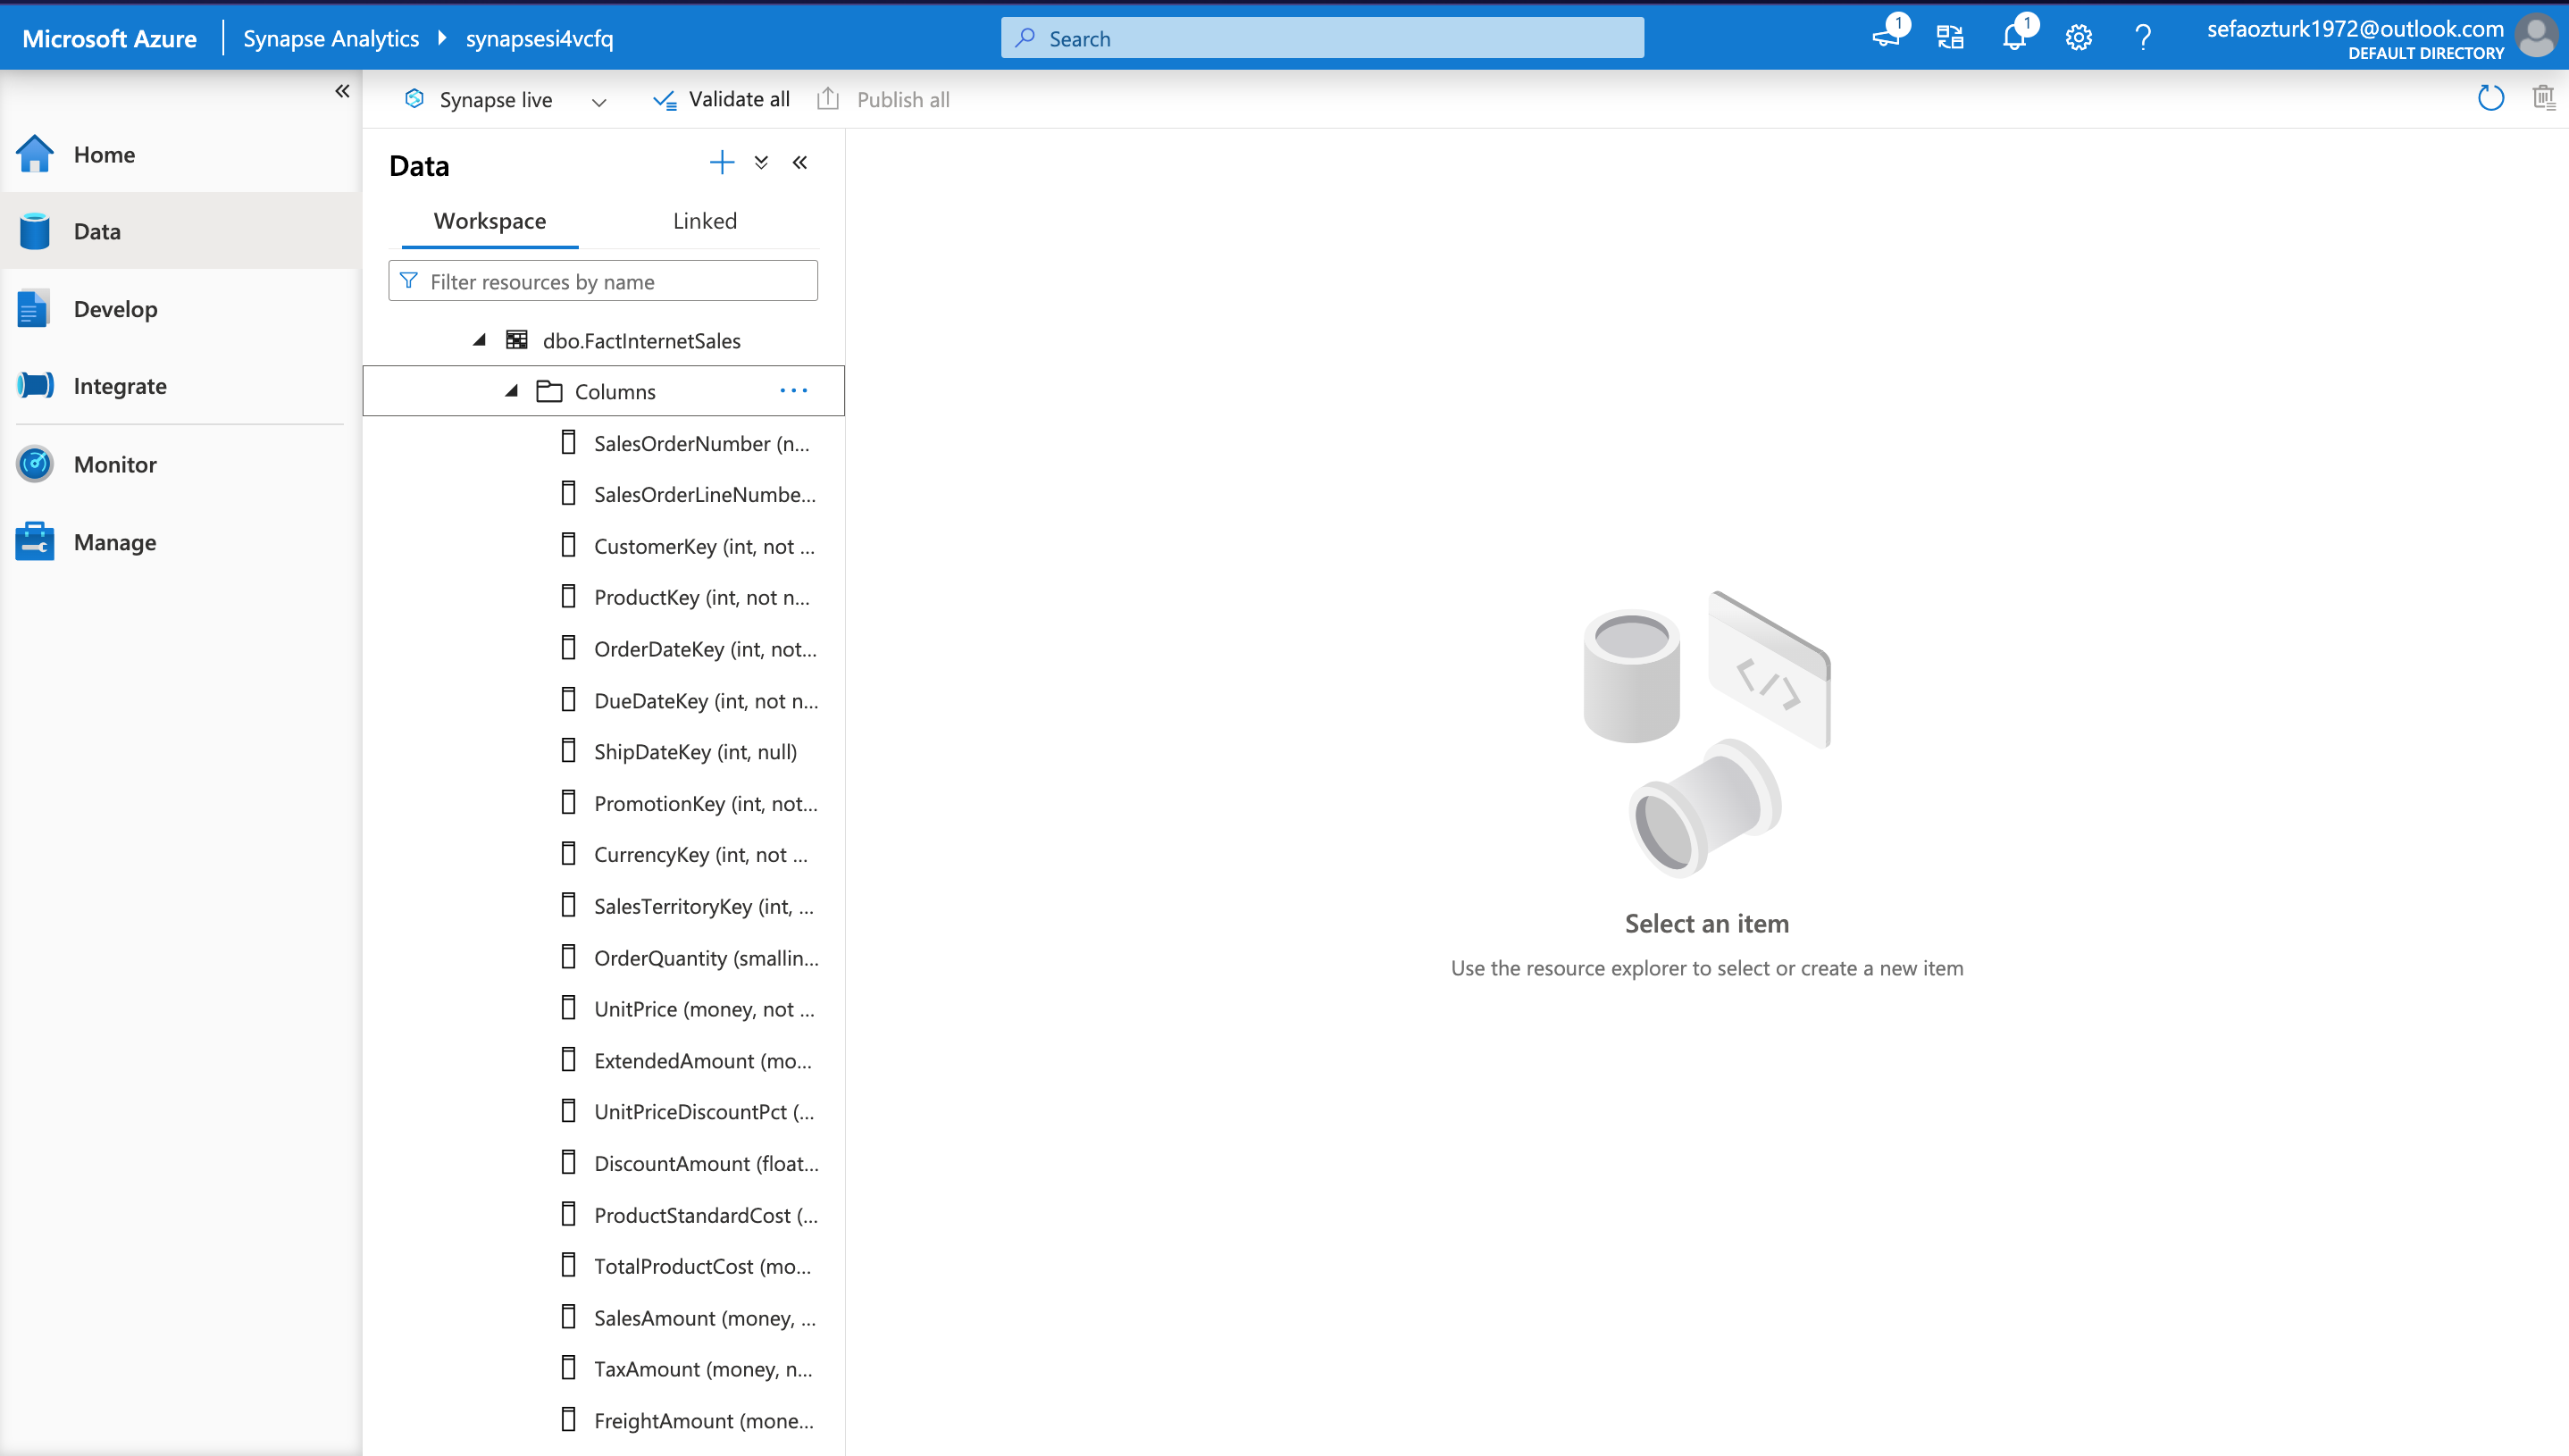 Microsoft Azure
Synapse Analytics
synapsesi4vcfq
Search
1
1
sefaozturk1972@outlook.com
DEFAULT DIRECTORY
Synapse live
Validate all
Publish all
Home
Data
Develop
Integrate
Monitor
Manage
Data
Workspace
Linked
Filter resources by name
dbo.FactInternetSales
Columns
SalesOrderNumber (n...
SalesOrderLineNumbe...
CustomerKey (int, not ...
ProductKey (int, not n...
OrderDateKey (int, not...
DueDateKey (int, not n...
ShipDateKey (int, null)
PromotionKey (int, not...
CurrencyKey (int, not ...
SalesTerritoryKey (int, ...
OrderQuantity (smallin...
UnitPrice (money, not ...
ExtendedAmount (mo...
UnitPriceDiscountPct (...
DiscountAmount (float...
ProductStandardCost (...
TotalProductCost (mo...
SalesAmount (money, ...
TaxAmount (money, n...
FreightAmount (mone...
Select an item
Use the resource explorer to select or create a new item